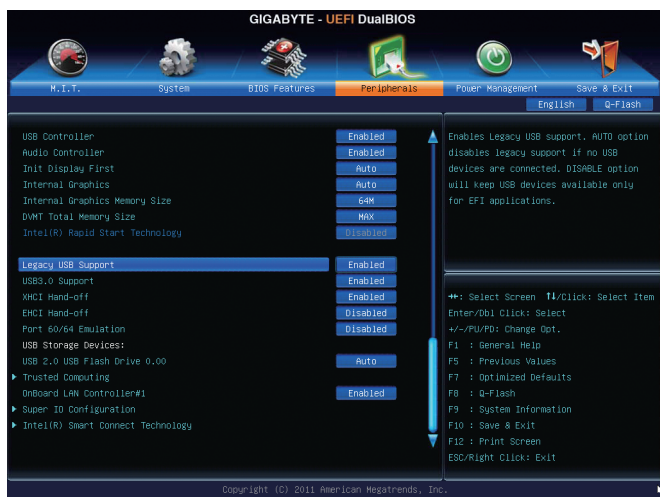 GIGABYTE - UEFI DualBIOS
M.I.T.
System
BIOS Features
Peripherals
Power Management
Save & Exit
English
Q-Flash
USB Controller Enabled
Audio Controller Enabled
Init Display First Auto
Internal Graphics Auto
Internal Graphics Memory Size 64M
DVMT Total Memory Size MAX
Intel(R) Rapid Start Technology Disabled
Legacy USB Support Enabled
USB3.0 Support Enabled
XHCI Hand-off Enabled
EHCI Hand-off Disabled
Port 60/64 Emulation Disabled
USB Storage Devices:
USB 2.0 USB Flash Drive 0.00 Auto
Trusted Computing
OnBoard LAN Controller#1 Enabled
Super IO Configuration
Intel(R) Smart Connect Technology
Enables Legacy USB support. AUTO option
disables legacy support if no USB
devices are connected. DISABLE option
will keep USB devices available only
for EFI applications.
→←: Select Screen ↑↓/Click: Select Item
Enter/Dbl Click: Select
+/-/PU/PD: Change Opt.
F1 : General Help
F5 : Previous Values
F7 : Optimized Defaults
F8 : Q-Flash
F9 : System Information
F10 : Save & Exit
F12 : Print Screen
ESC/Right Click: Exit
Copyright (C) 2011 American Megatrends, Inc.